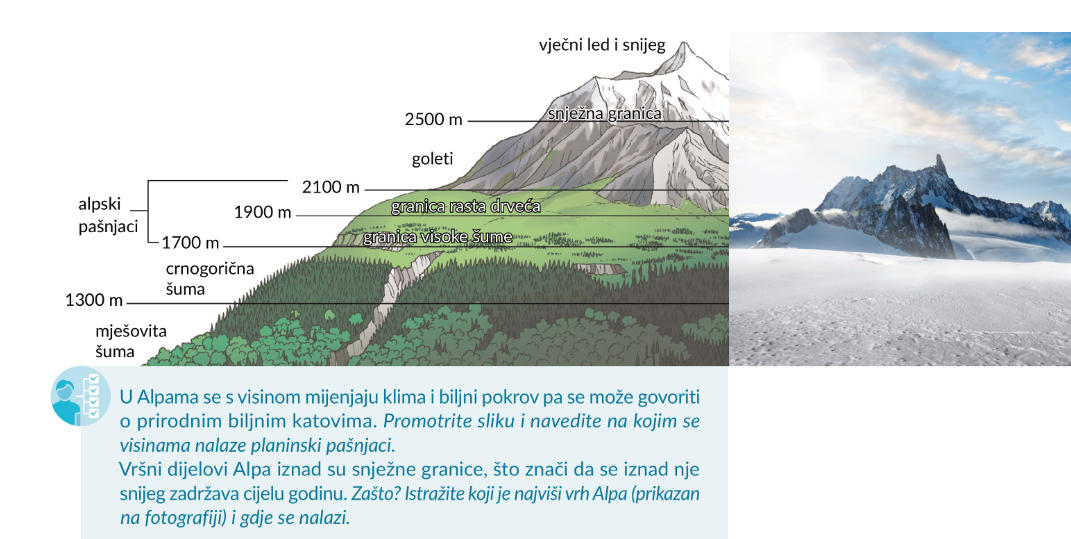 vječni led i snijeg
snježna granica
2500 m
goleti
2100 m
alpski
pašnjaci
granica rasta drveća
1900 m
granica visoke šume
1700 m
crnogorična
šuma
1300 m
mješovita
šuma
U Alpama se s visinom mijenjaju klima i biljni pokrov pa se može govoriti
o prirodnim biljnim katovima. Promotrite sliku i navedite na kojim se
visinama nalaze planinski pašnjaci.
Vršni dijelovi Alpa iznad su snježne granice, što znači da se iznad nje
snijeg zadržava cijelu godinu. Zašto? Istražite koji je najviši vrh Alpa (prikazan
na fotografiji) i gdje se nalazi.